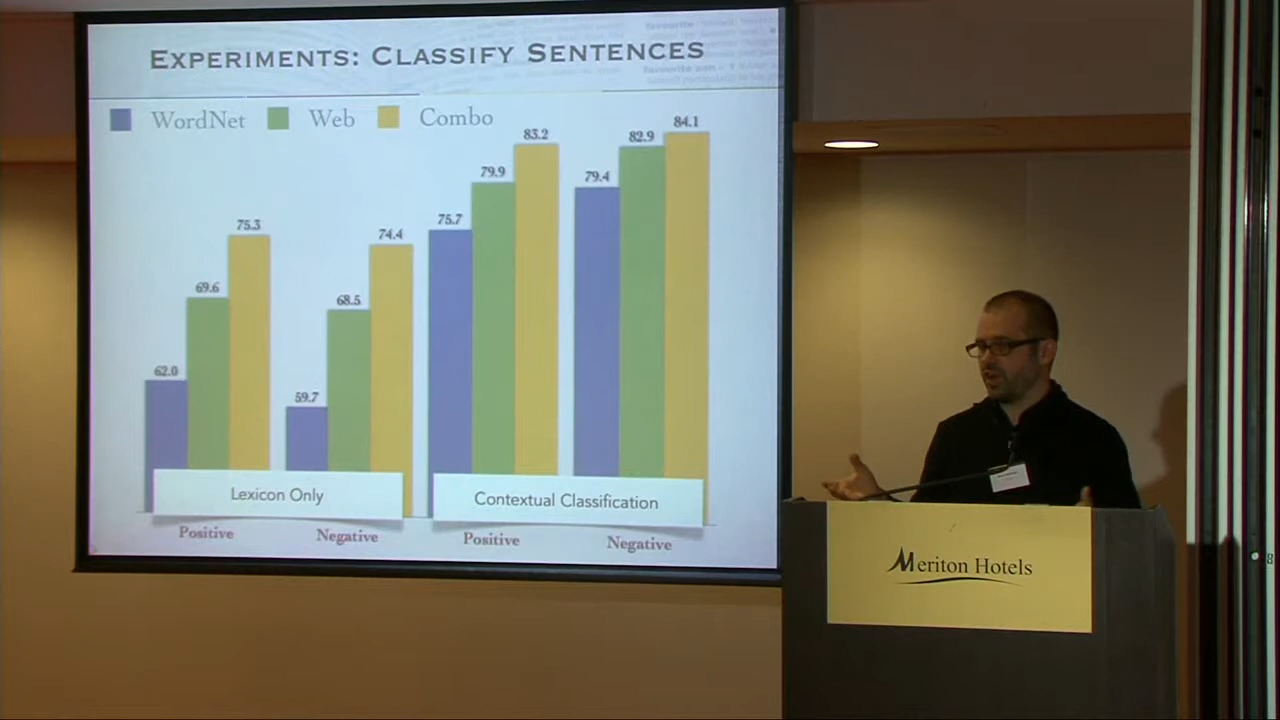 EXPERIMENTS: CLASSIFY SENTENCES
WordNet Web Combo
62.0
69.6
75.3
59.7
68.5
74.4
75.7
79.9
83.2
79.4
82.9
84.1
Lexicon Only
Contextual Classification
Positive Negative Positive Negative
Meriton Hotels